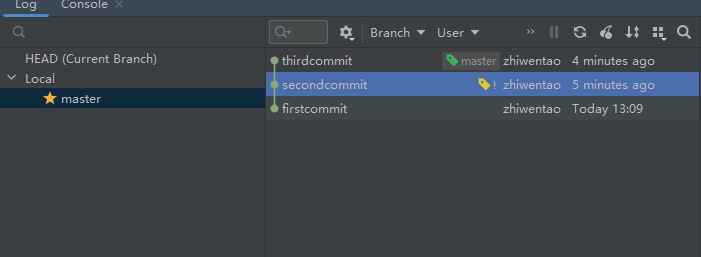 Log Console
Branch User
HEAD (Current Branch)
Local
master
thirdcommit master zhiwentao 4 minutes ago
secondcommit ! zhiwentao 5 minutes ago
firstcommit zhiwentao Today 13:09